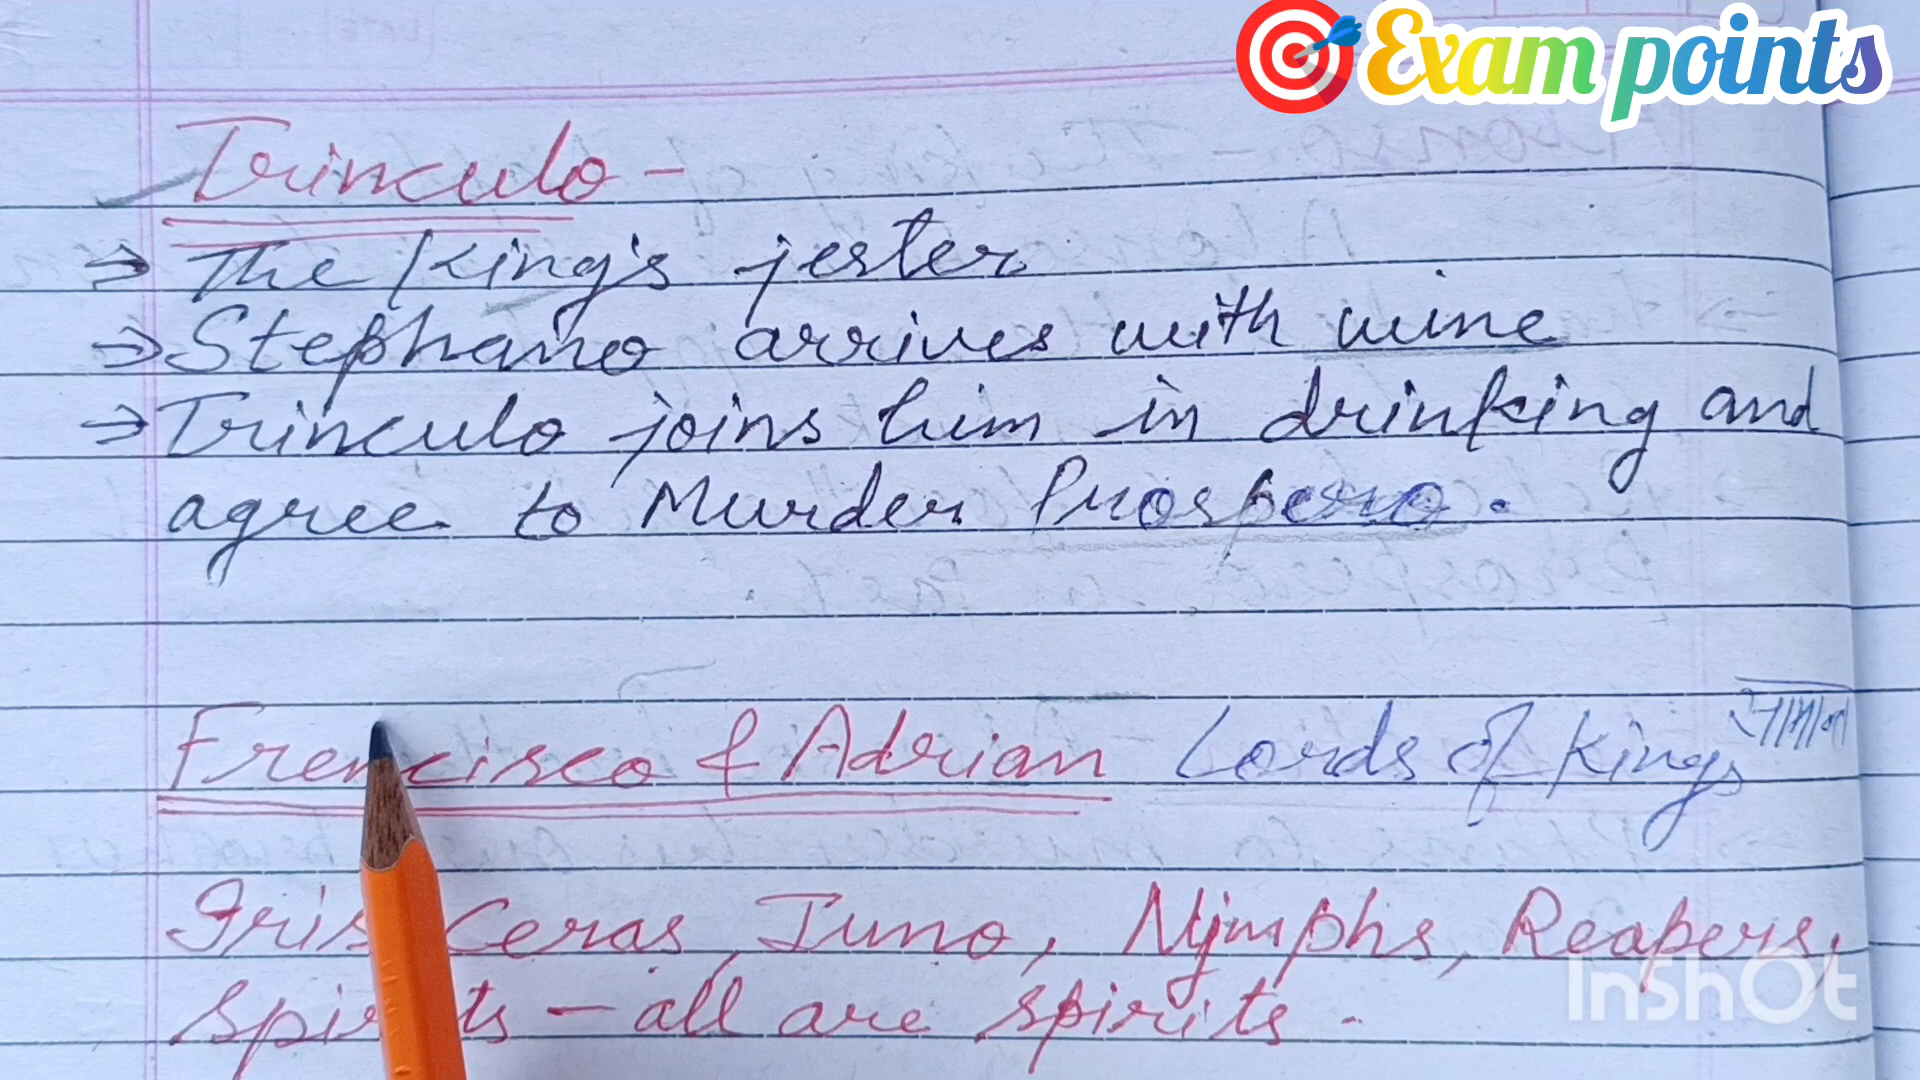 Exam points
Trinculo -
⇒ The King's jester
⇒ Stephano arrives with wine
⇒ Trinculo joins him in drinking and
agree to Murder Prospero.
Frencisco & Adrian Lords of Kings
Iris Ceras, Juno, Nymphs, Reapers,
Spirits - all are spirits.
InShOt